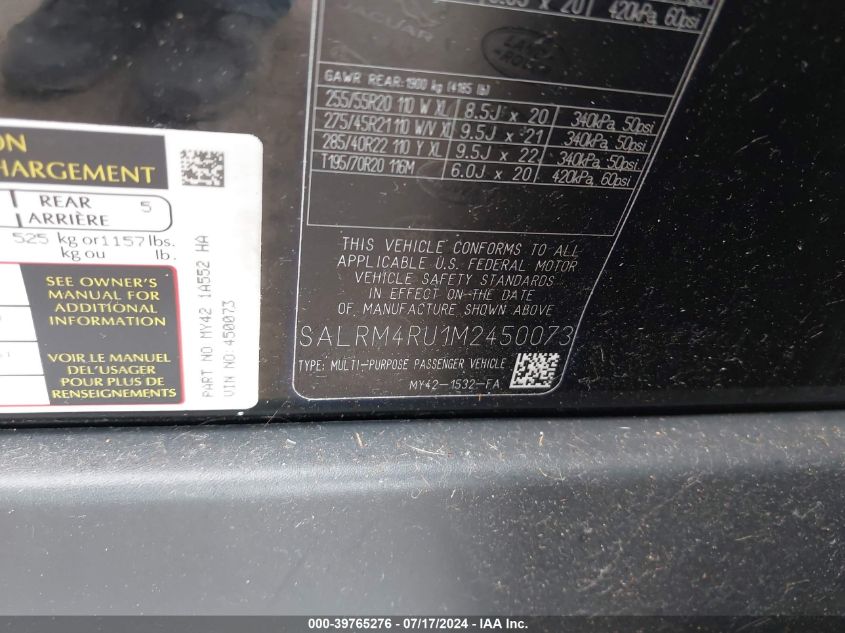 420kPa, 60psi
JAGUAR
LAND
ROVER
GAWR REAR: 1900 kg (4185 lb)
255/55R20 110 W XL 8.5J x 20 340kPa, 50psi
275/45R21 110 W/V XL 9.5J x 21 340kPa, 50psi
285/40R22 110 Y XL 9.5J x 22 340kPa, 50psi
T195/70R20 116M 6.0J x 20 420kPa, 60psi
HARGEMENT
REAR 5
ARRIÈRE
525 kg or 1157 lbs.
kg ou lb.
SEE OWNER'S
MANUAL FOR
ADDITIONAL
INFORMATION
VOIR LE MANUEL
DEL'USAGER
POUR PLUS DE
RENSEIGNEMENTS
PART NO MY42 1A552 HA
VIN NO: 450073
THIS VEHICLE CONFORMS TO ALL
APPLICABLE U.S. FEDERAL MOTOR
VEHICLE SAFETY STANDARDS
IN EFFECT ON THE DATE
OF MANUFACTURE SHOWN ABOVE
SALRM4RU1M2450073
TYPE: MULTI-PURPOSE PASSENGER VEHICLE
MY42-1532-FA
000-39765276 - 07/17/2024 - IAA Inc.